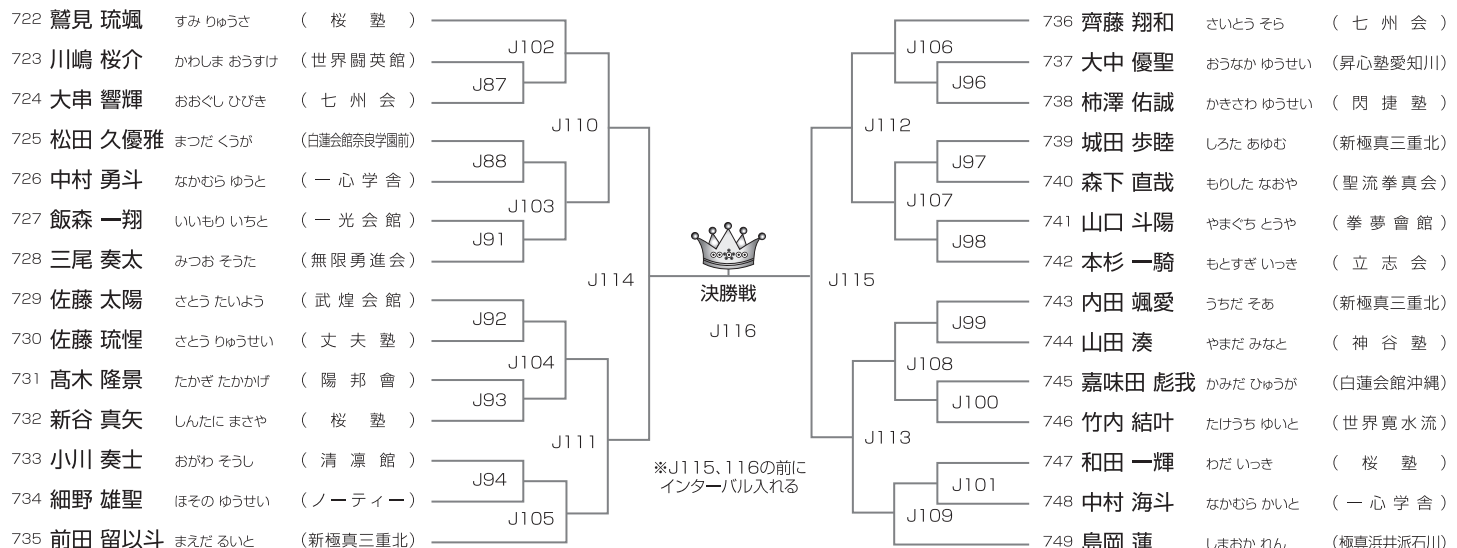 722 鷲見 琉颯 すみ りゅうさ （桜塾）
723 川嶋 桜介 かわしま おうすけ （世界闘英館）
724 大串 響輝 おおぐし ひびき （七州会）
725 松田 久優雅 まつだ くうが （白蓮会館奈良学園前）
726 中村 勇斗 なかむら ゆうと （一心学舎）
727 飯森 一翔 いいもり いちと （一光会館）
728 三尾 奏太 みつお そうた （無限勇進会）
729 佐藤 太陽 さとう たいよう （武煌会館）
730 佐藤 琉惺 さとう りゅうせい （丈夫塾）
731 髙木 隆景 たかぎ たかかげ （陽邦會）
732 新谷 真矢 しんたに まさや （桜塾）
733 小川 奏士 おがわ そうし （清凛館）
734 細野 雄聖 ほその ゆうせい （ノーティー）
735 前田 留以斗 まえだ るいと （新極真三重北）
J102
J87
J110
J88
J103
J91
J114
J92
J104
J93
J111
J94
J105
決勝戦
J116
※J115、116の前に
インターバル入れる
J106
J96
J112
J97
J107
J98
J115
J99
J108
J100
J113
J101
J109
736 齊藤 翔和 さいとう そら （七州会）
737 大中 優聖 おうなか ゆうせい （昇心塾愛知川）
738 柿澤 佑誠 かきさわ ゆうせい （閃捷塾）
739 城田 歩睦 しろた あゆむ （新極真三重北）
740 森下 直哉 もりした なおや （聖流拳真会）
741 山口 斗陽 やまぐち とうや （拳夢會館）
742 本杉 一騎 もとすぎ いっき （立志会）
743 内田 颯愛 うちだ そあ （新極真三重北）
744 山田 湊 やまだ みなと （神谷塾）
745 嘉味田 彪我 かみだ ひゅうが （白蓮会館沖縄）
746 竹内 結叶 たけうち ゆいと （世界寛水流）
747 和田 一輝 わだ いっき （桜塾）
748 中村 海斗 なかむら かいと （一心学舎）
749 島岡 蓮 しまおか れん （極真浜井派石川）